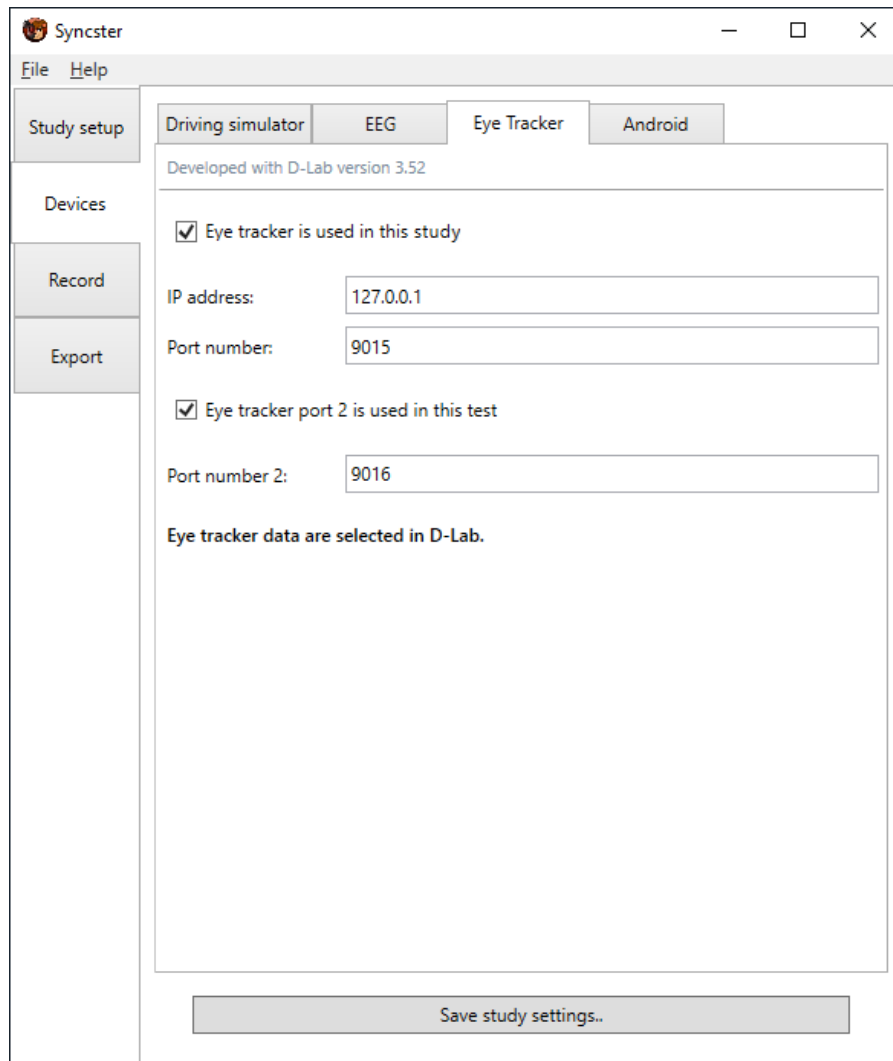 Syncster
File Help
Study setup
Devices
Record
Export
Driving simulator EEG Eye Tracker Android
Developed with D-Lab version 3.52
Eye tracker is used in this study
IP address: 127.0.0.1
Port number: 9015
Eye tracker port 2 is used in this test
Port number 2: 9016
Eye tracker data are selected in D-Lab.
Save study settings..